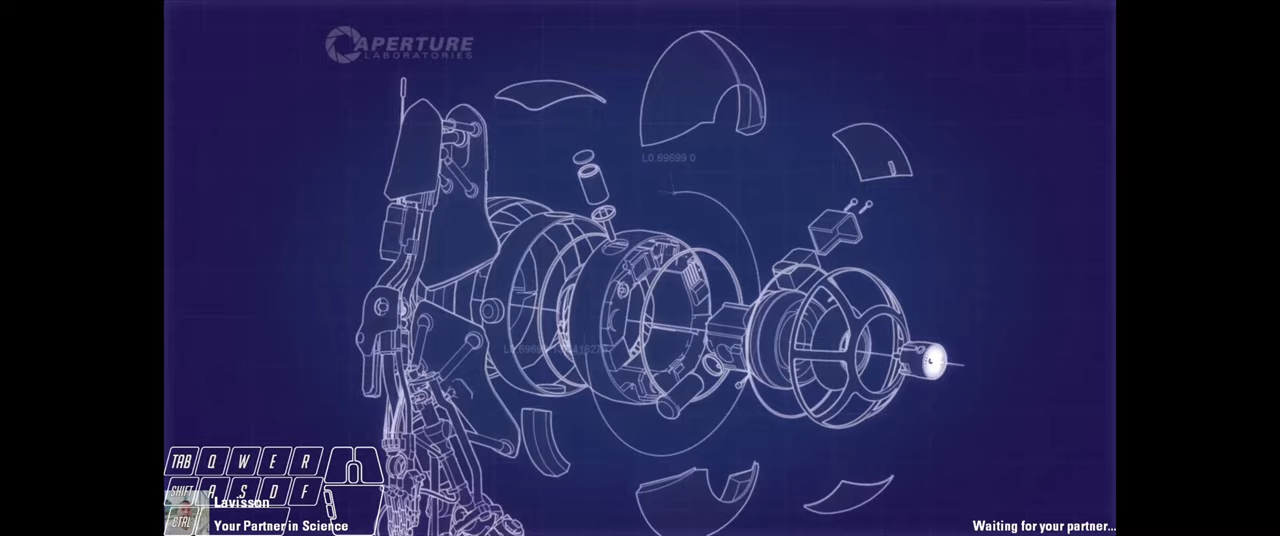 APERTURE
LABORATORIES
L0.69699 0
TAB Q W E R
SHIFT A S D F
Lavisson
CTRL
Your Partner in Science
Waiting for your partner...